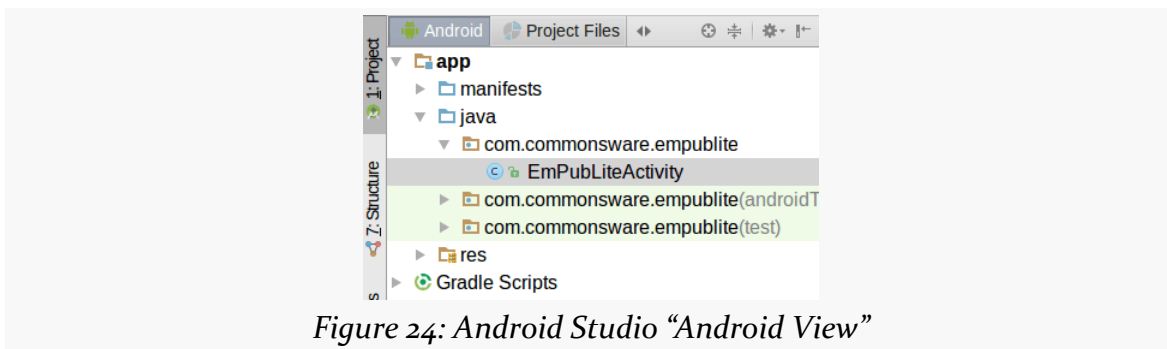 Android Project Files
1: Project
app
manifests
java
com.commonsware.empublite
EmPubLiteActivity
com.commonsware.empublite(androidT
com.commonsware.empublite(test)
7: Structure
res
Gradle Scripts
Figure 24: Android Studio “Android View”